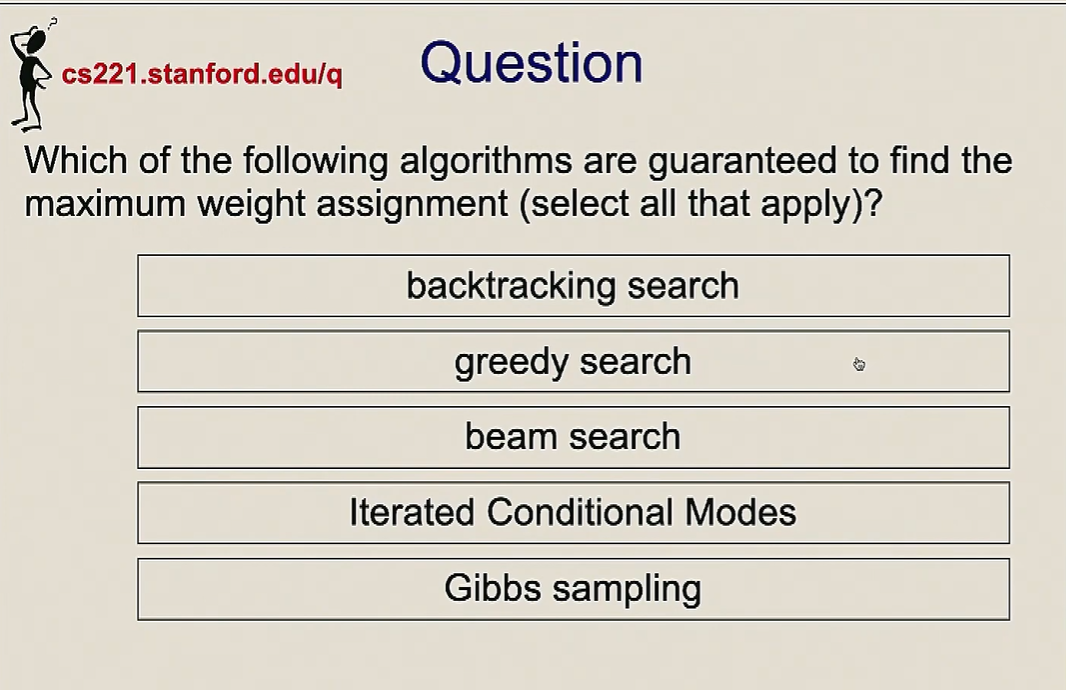 cs221.stanford.edu/q
Question
Which of the following algorithms are guaranteed to find the
maximum weight assignment (select all that apply)?
backtracking search
greedy search
beam search
Iterated Conditional Modes
Gibbs sampling